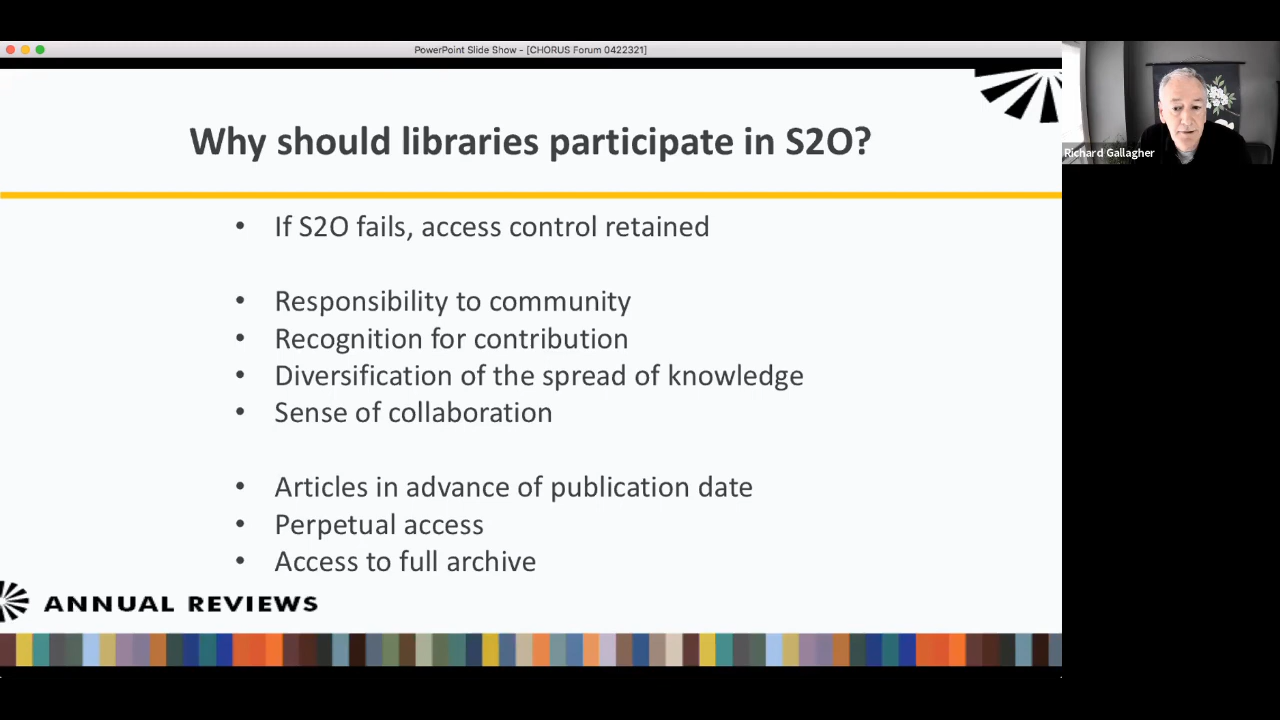 PowerPoint Slide Show - [CHORUS Forum 0422321]
Why should libraries participate in S2O?
• If S2O fails, access control retained
• Responsibility to community
• Recognition for contribution
• Diversification of the spread of knowledge
• Sense of collaboration
• Articles in advance of publication date
• Perpetual access
• Access to full archive
ANNUAL REVIEWS
Richard Gallagher